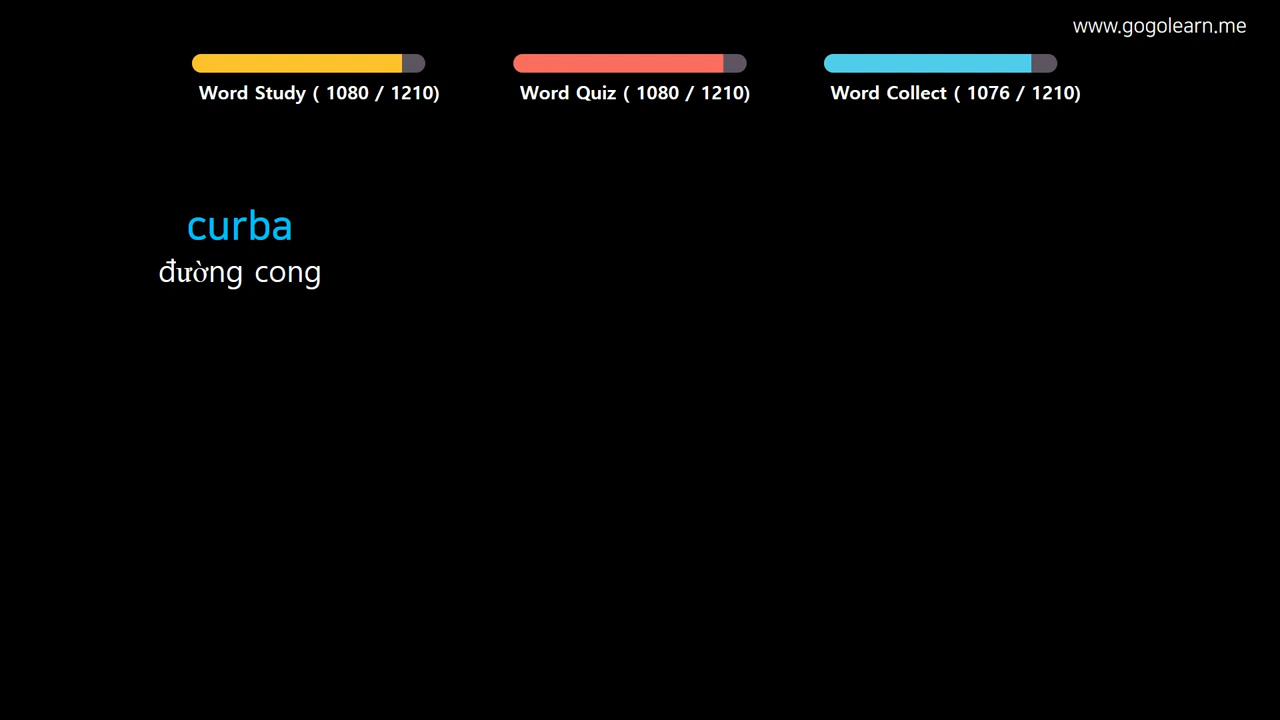 www.gogolearn.me
Word Study ( 1080 / 1210)
Word Quiz ( 1080 / 1210)
Word Collect ( 1076 / 1210)
curba
đường cong